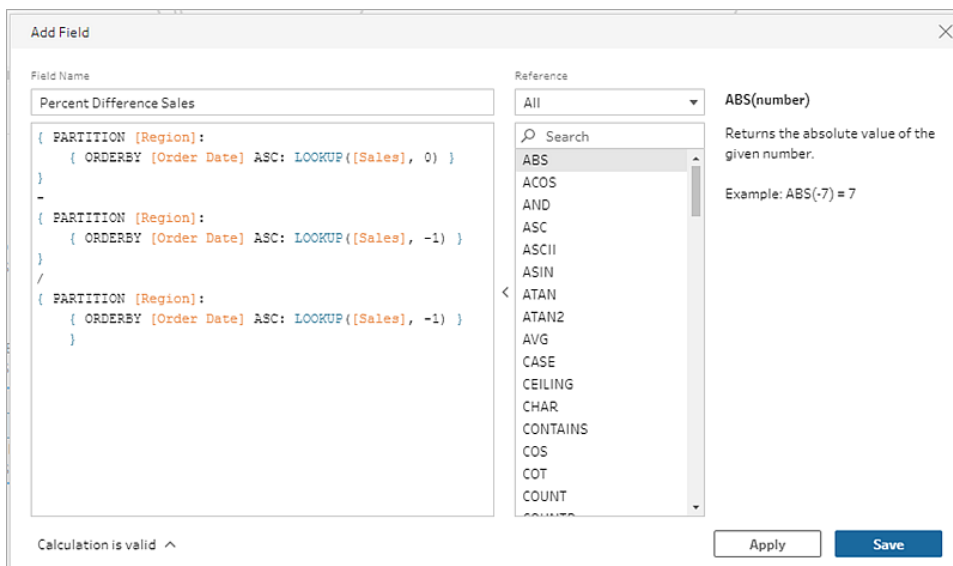 Add Field
Field Name
Percent Difference Sales
{ PARTITION [Region]:
{ ORDERBY [Order Date] ASC: LOOKUP([Sales], 0) }
}
-
{ PARTITION [Region]:
{ ORDERBY [Order Date] ASC: LOOKUP([Sales], -1) }
}
/
{ PARTITION [Region]:
{ ORDERBY [Order Date] ASC: LOOKUP([Sales], -1) }
}
Reference
All
Search
ABS
ACOS
AND
ASC
ASCII
ASIN
ATAN
ATAN2
AVG
CASE
CEILING
CHAR
CONTAINS
COS
COT
COUNT
ABS(number)
Returns the absolute value of the
given number.
Example: ABS(-7) = 7
Calculation is valid
Apply
Save